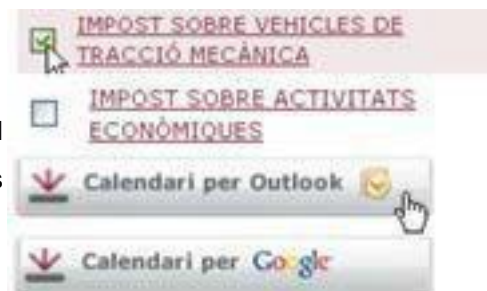 IMPOST SOBRE VEHICLES DE
TRACCIÓ MECÀNICA
IMPOST SOBRE ACTIVITATS
ECONÒMIQUES
Calendari per Outlook
Calendari per Google